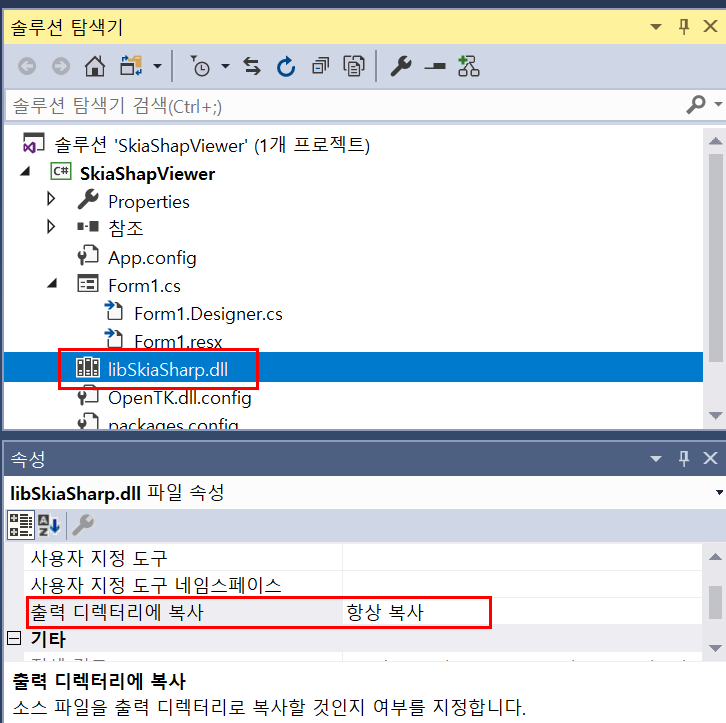 솔루션 탐색기
솔루션 탐색기 검색(Ctrl+;)
솔루션 'SkiaShapViewer' (1개 프로젝트)
C# SkiaShapViewer
Properties
참조
App.config
Form1.cs
Form1.Designer.cs
Form1.resx
libSkiaSharp.dll
OpenTK.dll.config
packages.config
속성
libSkiaSharp.dll 파일 속성
사용자 지정 도구
사용자 지정 도구 네임스페이스
출력 디렉터리에 복사 항상 복사
기타
출력 디렉터리에 복사
소스 파일을 출력 디렉터리로 복사할 것인지 여부를 지정합니다.